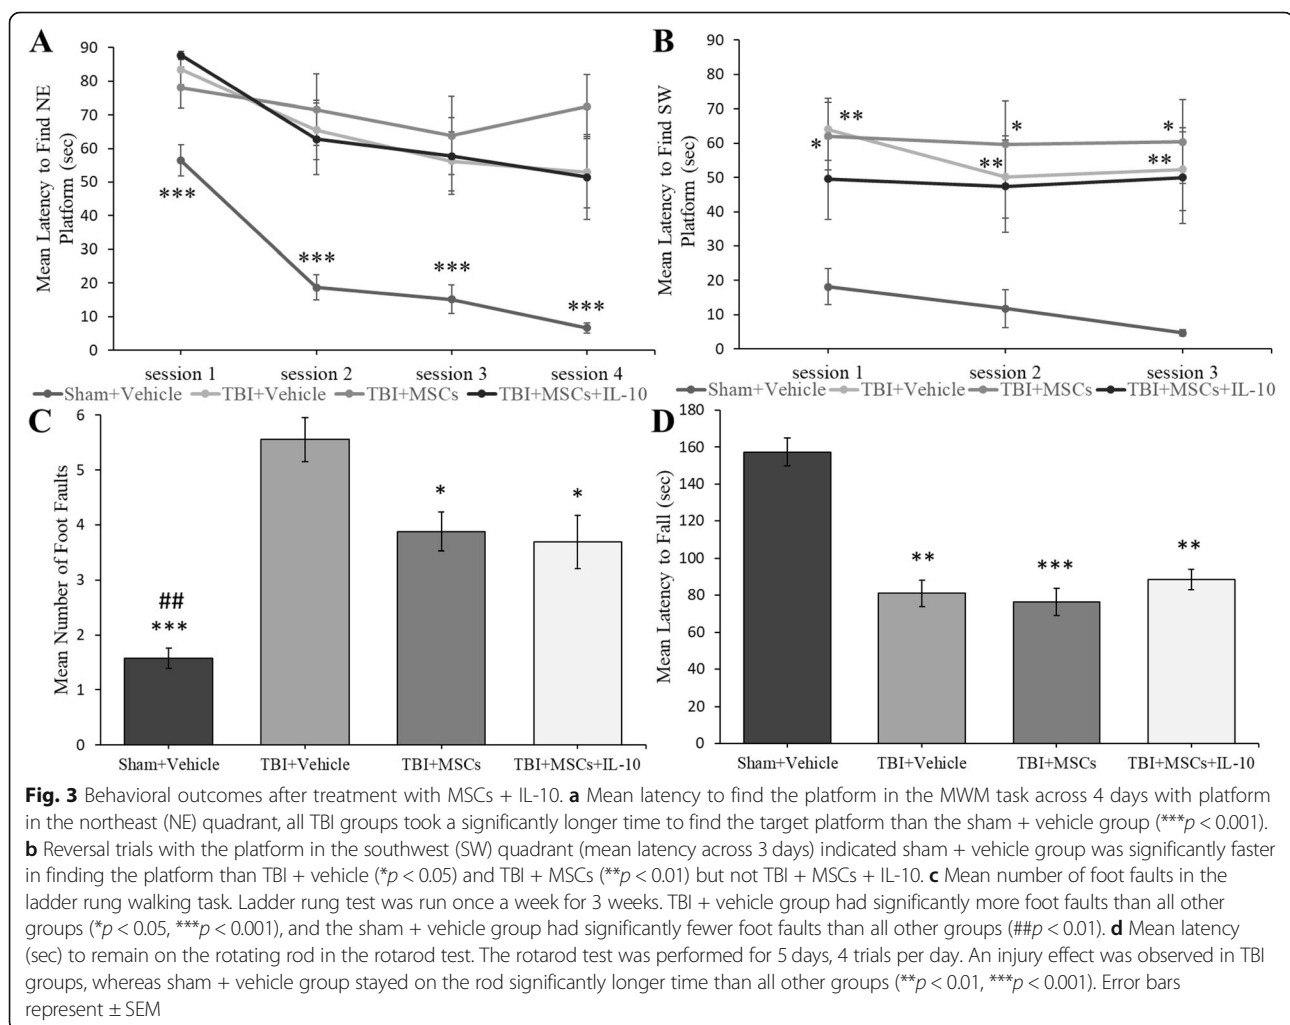 A
Mean Latency to Find NE
Platform (sec)
90
80
70
60
50
40
30
20
10
0
***
***
***
***
session 1
session 2
session 3
session 4
Sham+Vehicle
TBI+Vehicle
TBI+MSCs
TBI+MSCs+IL-10
B
Mean Latency to Find SW
Platform (sec)
90
80
70
60
50
40
30
20
10
0
**
*
*
**
*
**
session 1
session 2
session 3
Sham+Vehicle
TBI+Vehicle
TBI+MSCs
TBI+MSCs+IL-10
C
Mean Number of Foot Faults
6
5
4
3
2
1
0
##
***
*
*
Sham+Vehicle
TBI+Vehicle
TBI+MSCs
TBI+MSCs+IL-10
D
Mean Latency to Fall (sec)
180
160
140
120
100
80
60
40
20
0
**
***
**
Sham+Vehicle
TBI+Vehicle
TBI+MSCs
TBI+MSCs+IL-10
Fig. 3 Behavioral outcomes after treatment with MSCs + IL-10. a Mean latency to find the platform in the MWM task across 4 days with platform
in the northeast (NE) quadrant, all TBI groups took a significantly longer time to find the target platform than the sham + vehicle group (***p < 0.001).
b Reversal trials with the platform in the southwest (SW) quadrant (mean latency across 3 days) indicated sham + vehicle group was significantly faster
in finding the platform than TBI + vehicle (*p < 0.05) and TBI + MSCs (**p < 0.01) but not TBI + MSCs + IL-10. c Mean number of foot faults in the
ladder rung walking task. Ladder rung test was run once a week for 3 weeks. TBI + vehicle group had significantly more foot faults than all other
groups (*p < 0.05, ***p < 0.001), and the sham + vehicle group had significantly fewer foot faults than all other groups (##p < 0.01). d Mean latency
(sec) to remain on the rotating rod in the rotarod test. The rotarod test was performed for 5 days, 4 trials per day. An injury effect was observed in TBI
groups, whereas sham + vehicle group stayed on the rod significantly longer time than all other groups (**p < 0.01, ***p < 0.001). Error bars
represent ± SEM